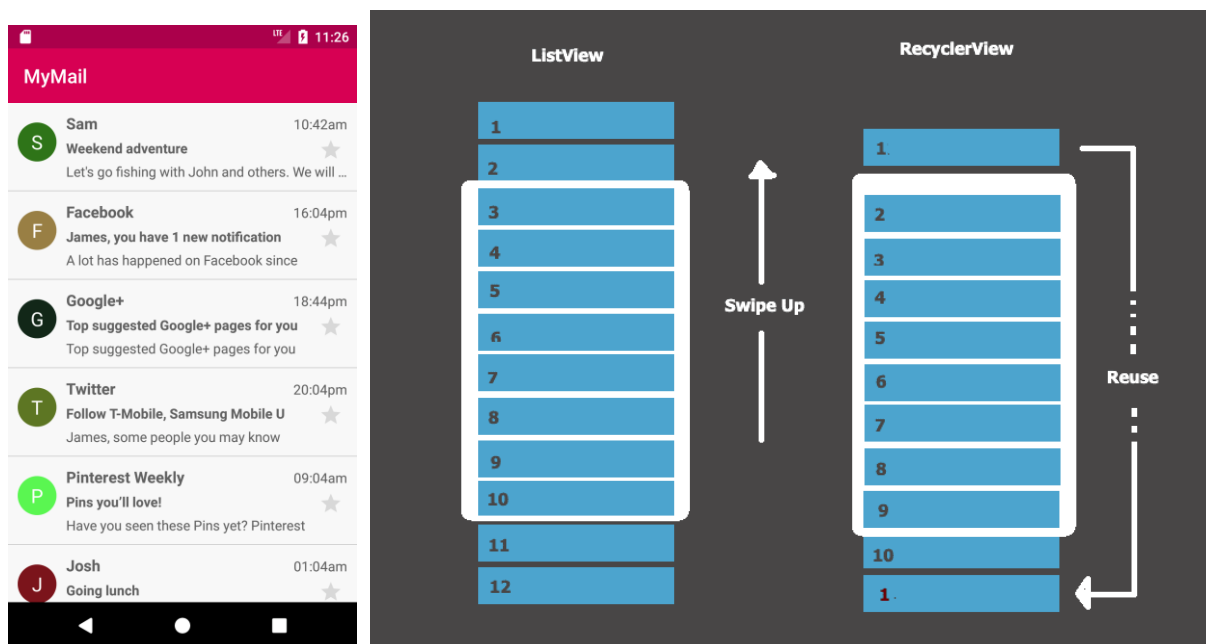 LTE 11:26
MyMail
Sam 10:42am
Weekend adventure
Let's go fishing with John and others. We will ...
Facebook 16:04pm
James, you have 1 new notification
A lot has happened on Facebook since
Google+ 18:44pm
Top suggested Google+ pages for you
Top suggested Google+ pages for you
Twitter 20:04pm
Follow T-Mobile, Samsung Mobile U
James, some people you may know
Pinterest Weekly 09:04am
Pins you'll love!
Have you seen these Pins yet? Pinterest
Josh 01:04am
Going lunch
S
F
G
T
P
J
ListView
1
2
3
4
5
6
7
8
9
10
11
12
Swipe Up
RecyclerView
1.
2
3
4
5
6
7
8
9
10
1.
Reuse